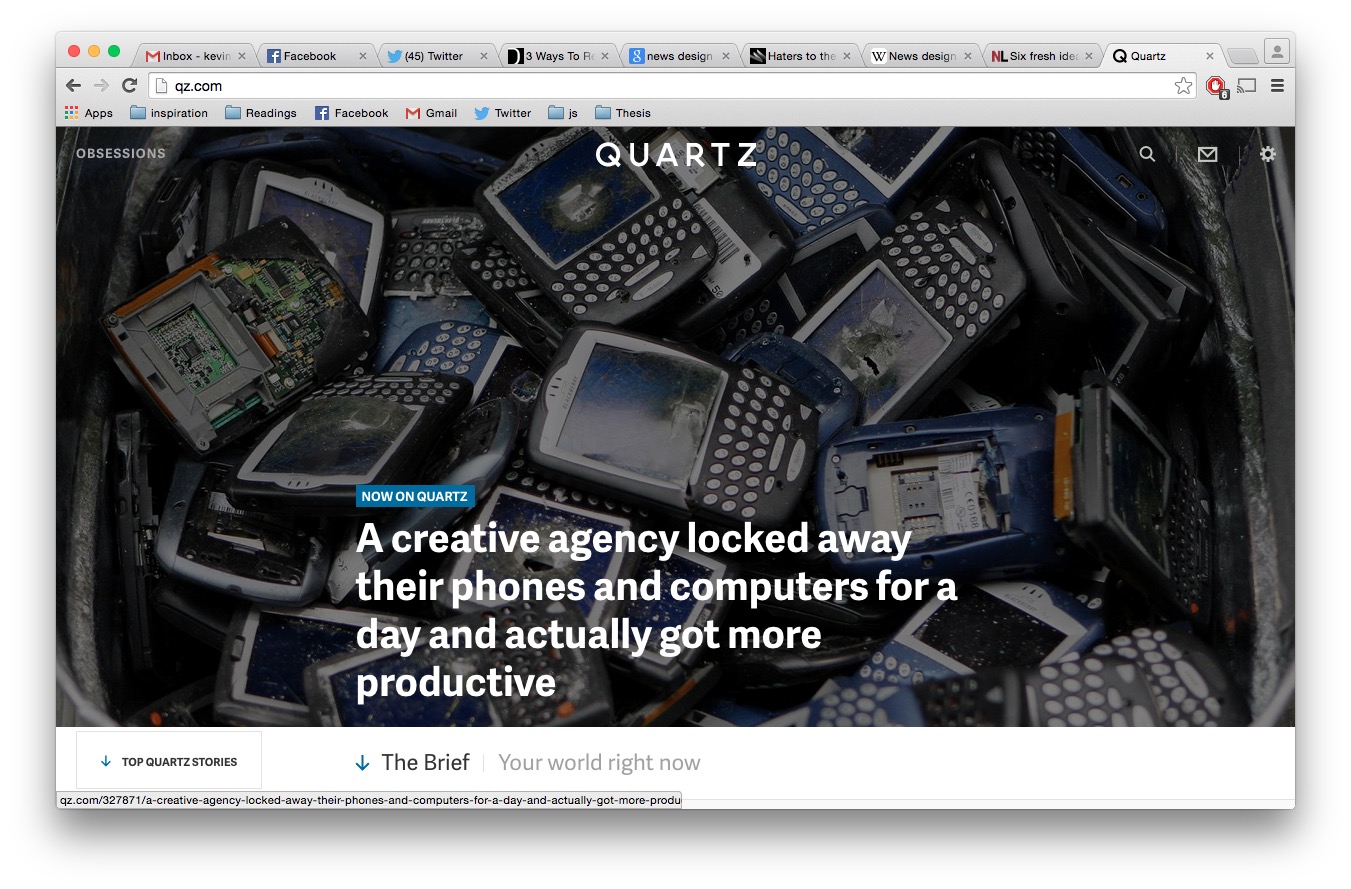 Inbox - kevin
Facebook
(45) Twitter
3 Ways To Re
news design
Haters to the
News design
Six fresh idea
Quartz
qz.com
6
Apps
inspiration
Readings
Facebook
Gmail
Twitter
js
Thesis
OBSESSIONS
QUARTZ
NOW ON QUARTZ
A creative agency locked away
their phones and computers for a
day and actually got more
productive
TOP QUARTZ STORIES
The Brief
Your world right now
qz.com/327871/a-creative-agency-locked-away-their-phones-and-computers-for-a-day-and-actually-got-more-produ